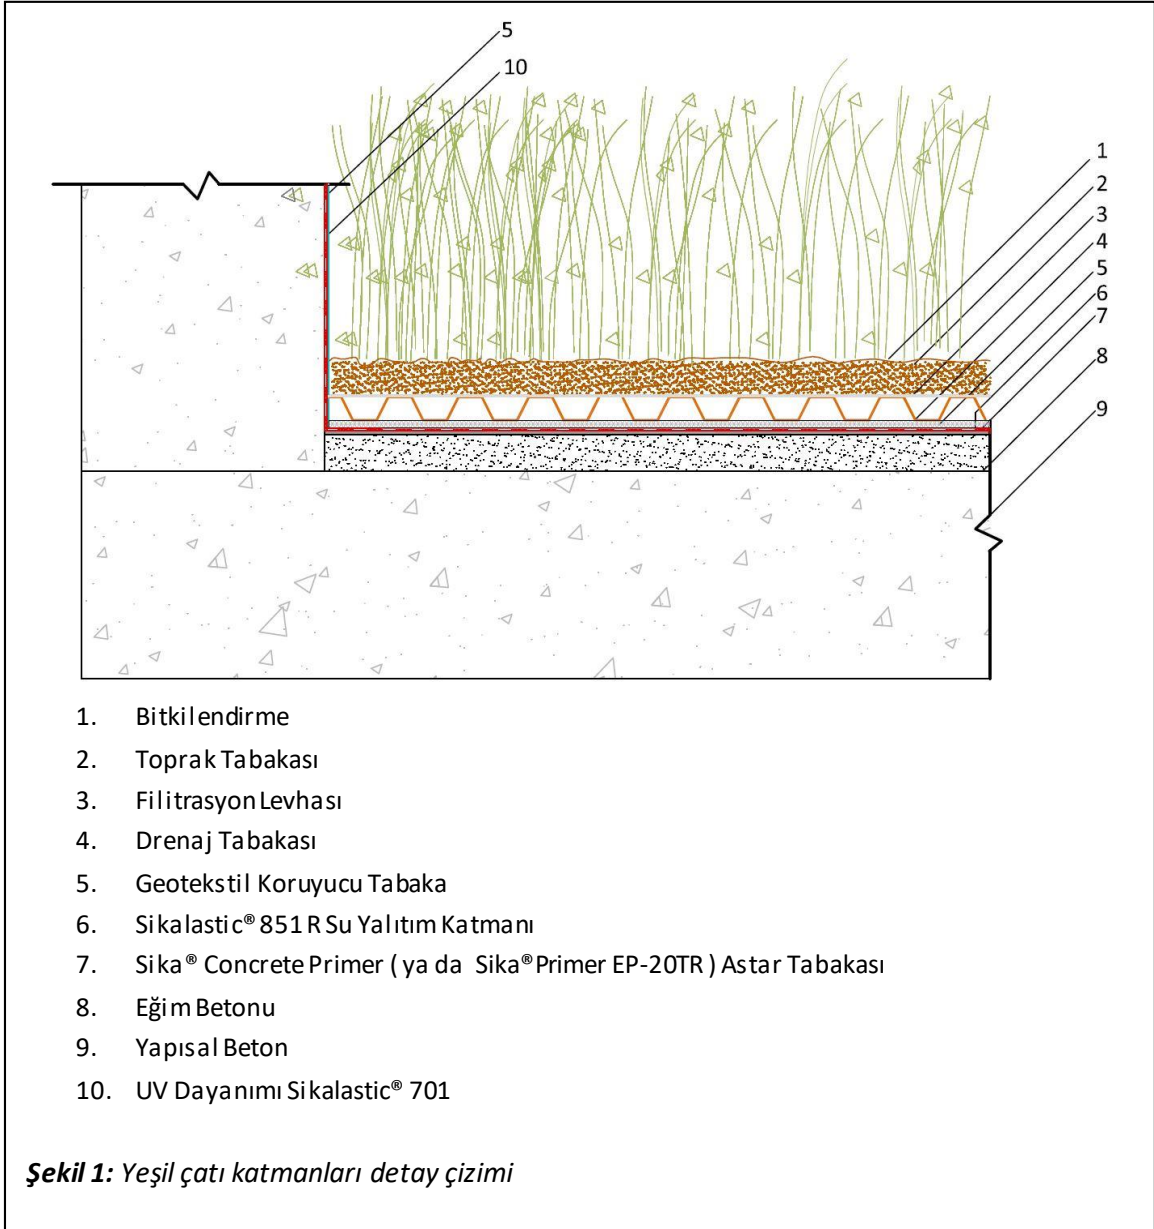 5
10
1
2
3
4
5
6
7
8
9
1. Bitkilendirme
2. Toprak Tabakası
3. Filitrasyon Levhası
4. Drenaj Tabakası
5. Geotekstil Koruyucu Tabaka
6. Sikalastic® 851 R Su Yalıtım Katmanı
7. Sika® Concrete Primer ( ya da Sika® Primer EP-20TR ) Astar Tabakası
8. Eğim Betonu
9. Yapısal Beton
10. UV Dayanımı Sikalastic® 701
Şekil 1: Yeşil çatı katmanları detay çizimi